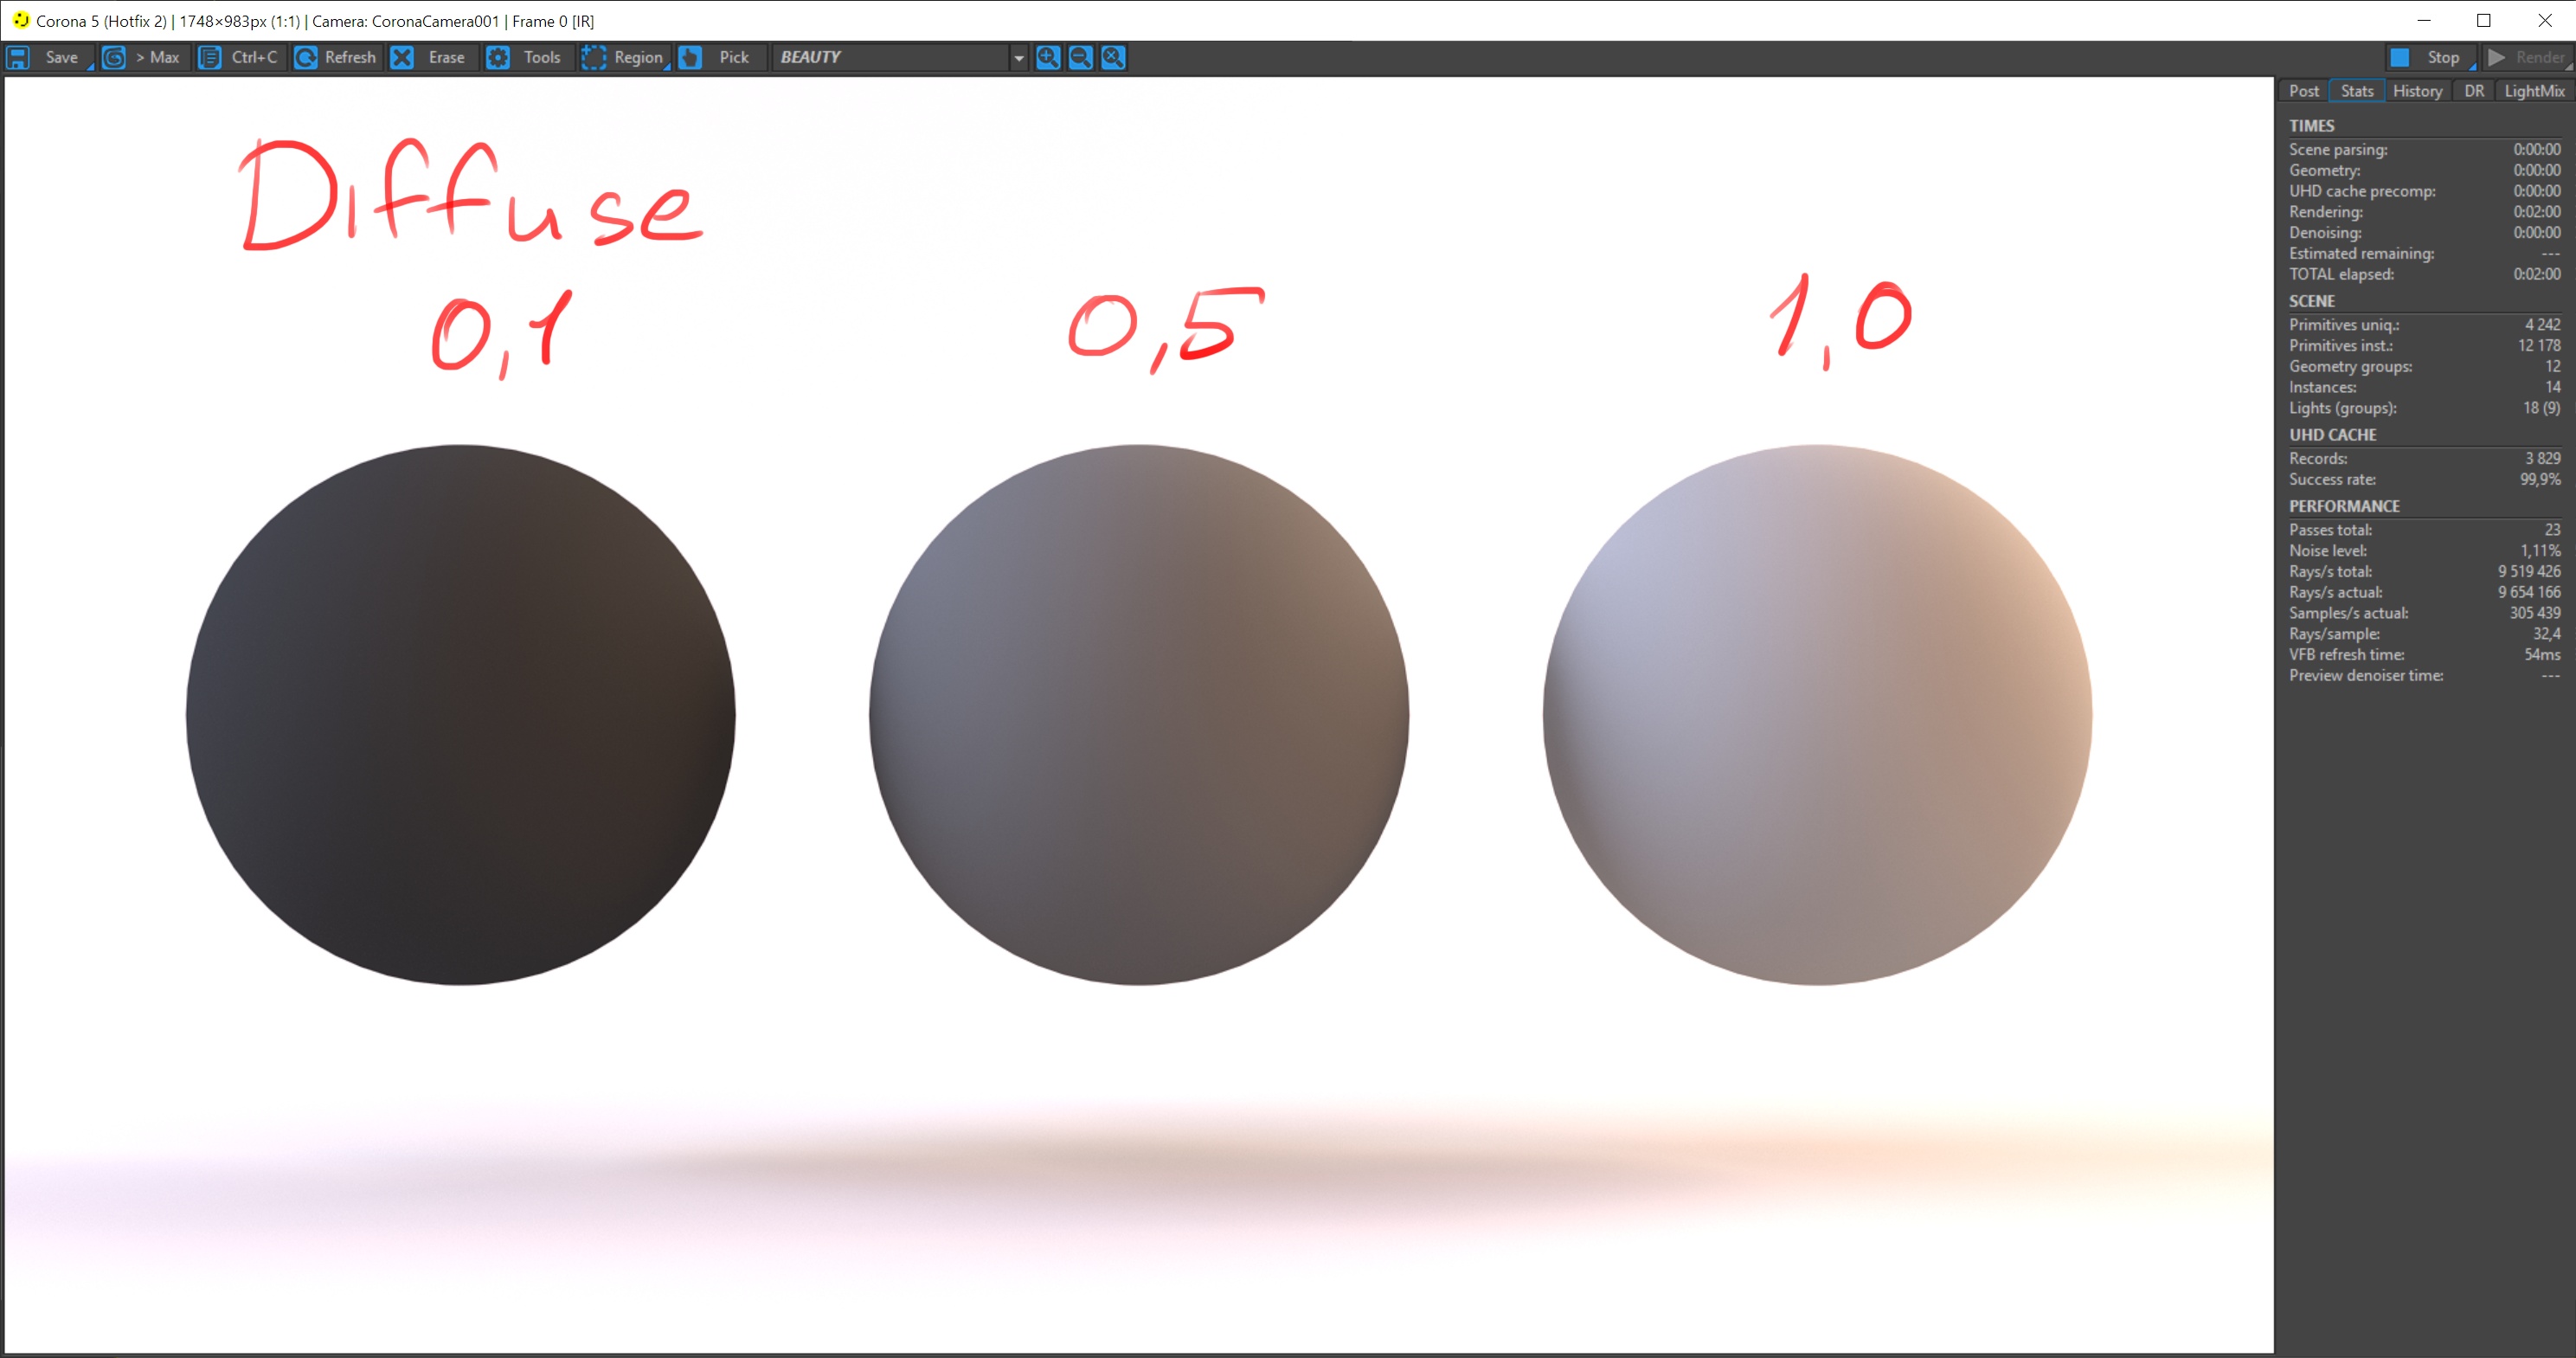 Corona 5 (Hotfix 2) | 1748×983px (1:1) | Camera: CoronaCamera001 | Frame 0 [IR]
Save > Max Ctrl+C Refresh Erase Tools Region Pick BEAUTY Stop Render
Post Stats History DR LightMix
Diffuse
0,1 0,5 1,0
TIMES
Scene parsing: 0:00:00
Geometry: 0:00:00
UHD cache precomp: 0:00:00
Rendering: 0:02:00
Denoising: 0:00:00
Estimated remaining: ---
TOTAL elapsed: 0:02:00
SCENE
Primitives uniq.: 4 242
Primitives inst.: 12 178
Geometry groups: 12
Instances: 14
Lights (groups): 18 (9)
UHD CACHE
Records: 3 829
Success rate: 99,9%
PERFORMANCE
Passes total: 23
Noise level: 1,11%
Rays/s total: 9 519 426
Rays/s actual: 9 654 166
Samples/s actual: 305 439
Rays/sample: 32,4
VFB refresh time: 54ms
Preview denoiser time: ---